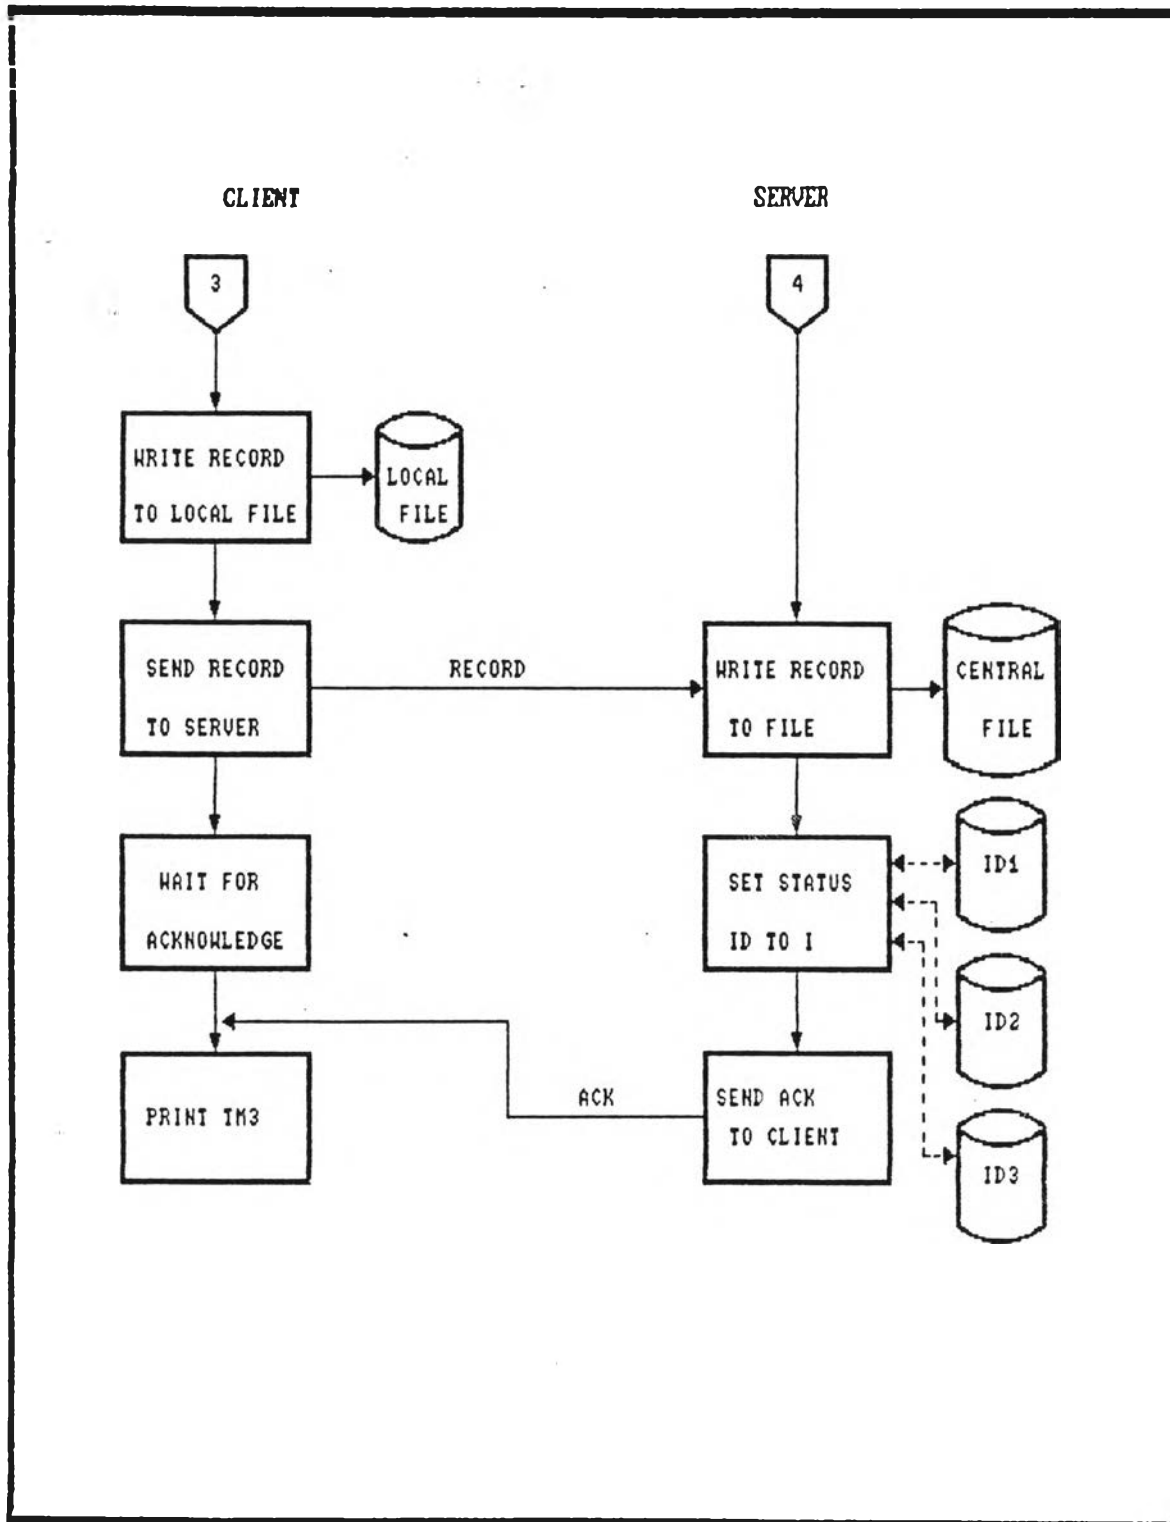 CLIENT
SERVER
3
4
WRITE RECORD
TO LOCAL FILE
LOCAL
FILE
SEND RECORD
TO SERVER
RECORD
WRITE RECORD
TO FILE
CENTRAL
FILE
WAIT FOR
ACKNOWLEDGE
SET STATUS
ID TO I
ID1
ID2
PRINT TM3
ACK
SEND ACK
TO CLIENT
ID3